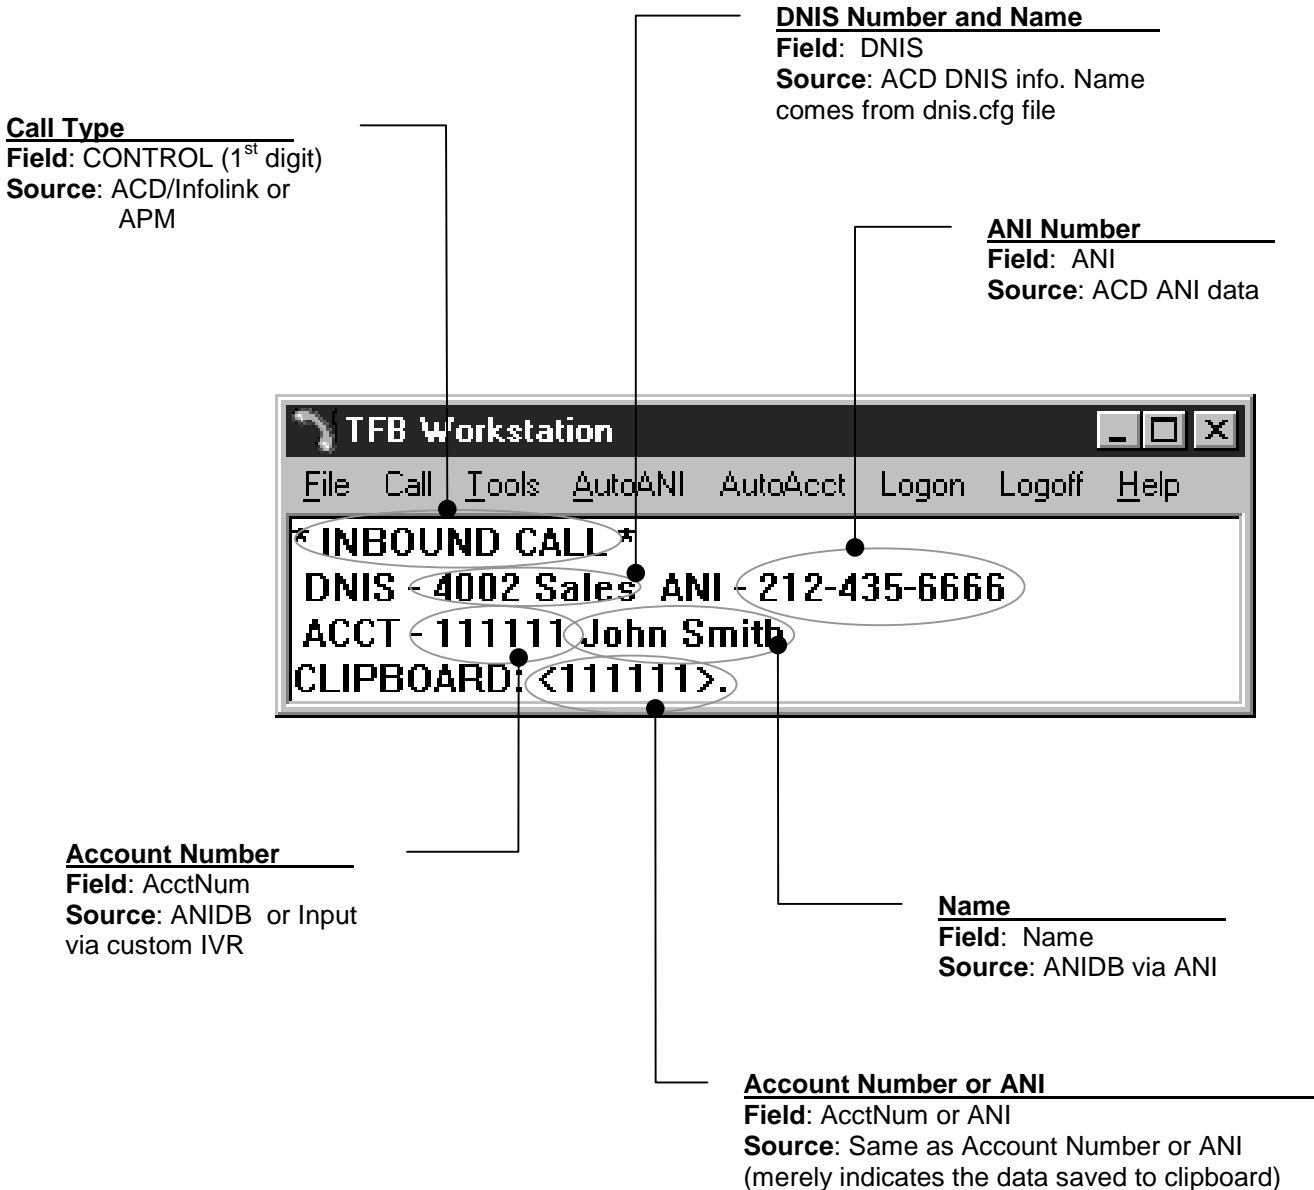 DNIS Number and Name
Field: DNIS
Source: ACD DNIS info. Name
comes from dnis.cfg file
Call Type
Field: CONTROL (1st digit)
Source: ACD/Infolink or
APM
ANI Number
Field: ANI
Source: ACD ANI data
TFB Workstation
File Call Tools AutoANI AutoAcct Logon Logoff Help
* INBOUND CALL *
DNIS - 4002 Sales ANI - 212-435-6666
ACCT - 111111 John Smith
CLIPBOARD: <111111>.
Account Number
Field: AcctNum
Source: ANIDB or Input
via custom IVR
Name
Field: Name
Source: ANIDB via ANI
Account Number or ANI
Field: AcctNum or ANI
Source: Same as Account Number or ANI
(merely indicates the data saved to clipboard)